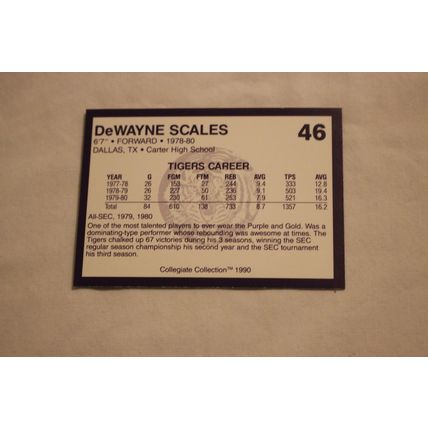 DeWAYNE SCALES 46
6'7" • FORWARD • 1978-80
DALLAS, TX • Carter High School
TIGERS CAREER
YEAR G FGM FTM REB AVG TPS AVG
1977-78 26 153 27 244 9.4 333 12.8
1978-79 26 227 50 236 9.1 503 19.4
1979-80 32 230 61 253 7.9 521 16.3
Total 84 610 138 733 8.7 1357 16.2
All-SEC, 1979, 1980
One of the most talented players to ever wear the Purple and Gold. Was a
dominating-type performer whose rebounding was awesome at times. The
Tigers chalked up 67 victories during his 3 seasons, winning the SEC
regular season championship his second year and the SEC tournament
his third season.
Collegiate Collection™ 1990